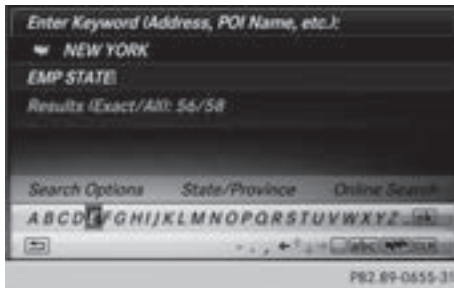 Enter Keyword (Address, POI Name, etc.):
NEW YORK
EMP STATE
Results (Exact/All): 56/58
Search Options State/Province Online Search
A B C D E F G H I J K L M N O P Q R S T U V W X Y Z _ ok
- . , abc
P82.89-0655-31